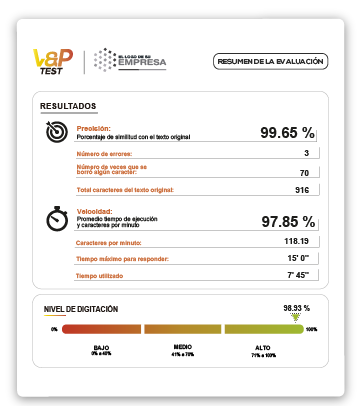 V&P
TEST
EL LOGO DE SU
EMPRESA
RESUMEN DE LA EVALUACIÓN
RESULTADOS
Precisión:
Porcentaje de similitud con el texto original
99.65 %
Número de errores:
3
Número de veces que se
borró algún caracter:
70
Total caracteres del texto original:
916
Velocidad:
Promedio tiempo de ejecución
y caracteres por minuto
97.85 %
Caracteres por minuto:
118.19
Tiempo máximo para responder:
15' 0"
Tiempo utilizado
7' 45"
NIVEL DE DIGITACIÓN
98.93 %
0%
100%
BAJO
0% a 40%
MEDIO
41% a 70%
ALTO
71% a 100%